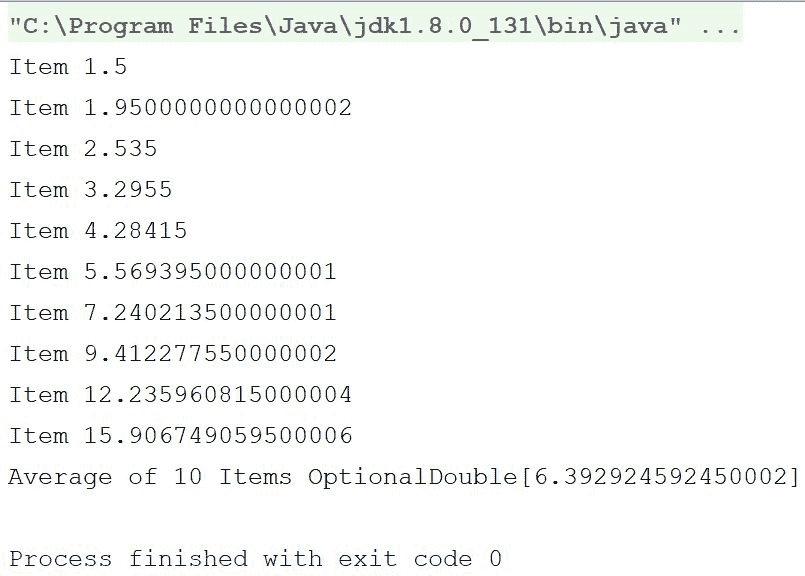 "C:\Program Files\Java\jdk1.8.0_131\bin\java" ...
Item 1.5
Item 1.9500000000000002
Item 2.535
Item 3.2955
Item 4.28415
Item 5.569395000000001
Item 7.240213500000001
Item 9.412277550000002
Item 12.235960815000004
Item 15.906749059500006
Average of 10 Items OptionalDouble[6.392924592450002]
Process finished with exit code 0